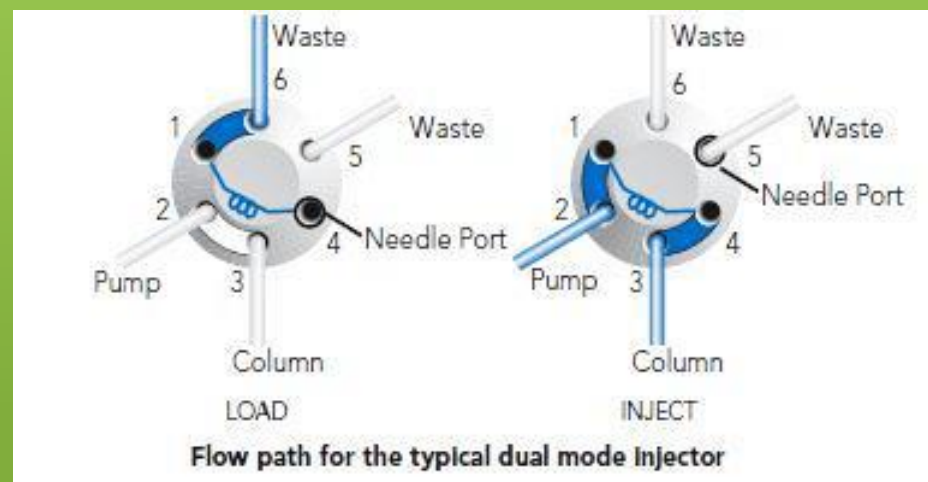 Waste
6
1
Waste
5
2
4
Needle Port
Pump
3
Column
LOAD
Waste
6
1
Waste
5
Needle Port
2
4
Pump
3
Column
INJECT
Flow path for the typical dual mode injector